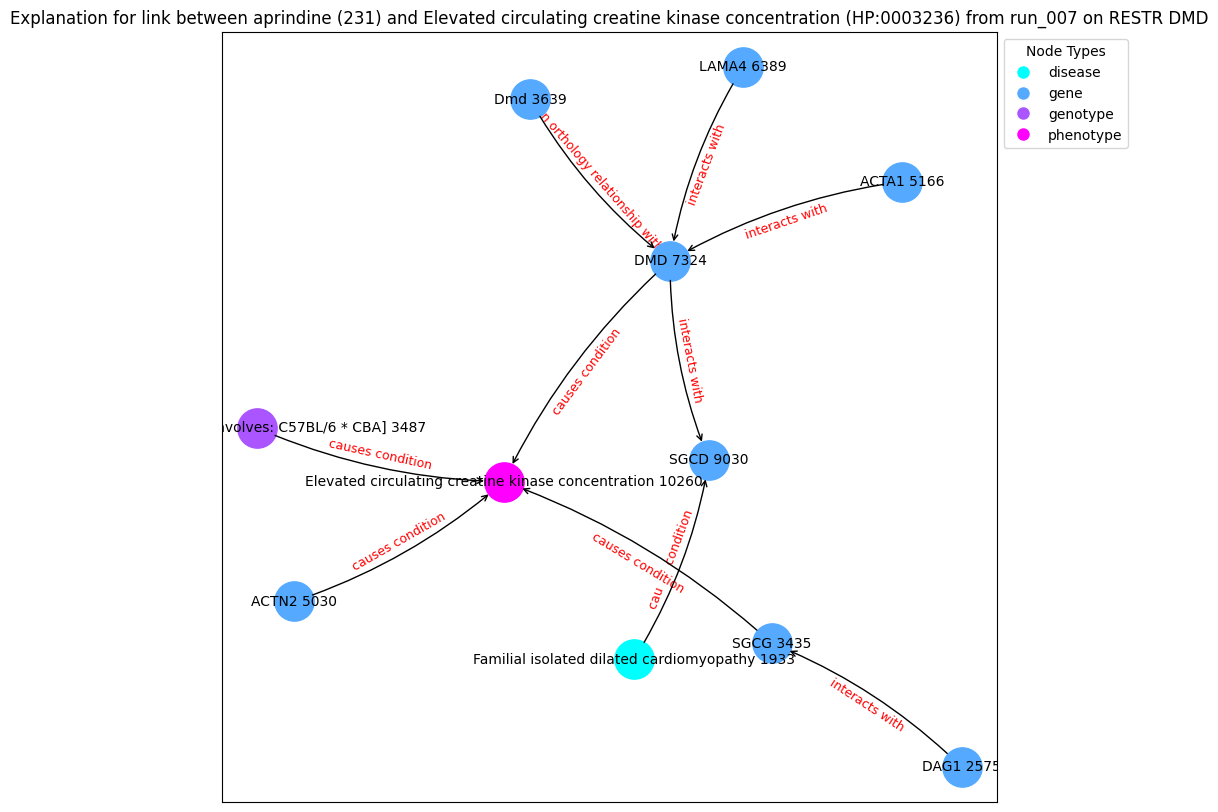 Explanation for link between aprindine (231) and Elevated circulating creatine kinase concentration (HP:0003236) from run_007 on RESTR DMD
Node Types
disease
gene
genotype
phenotype
LAMA4 6389
Dmd 3639
n orthology relationship with
interacts with
ACTA1 5166
interacts with
DMD 7324
causes condition
interacts with
volves: C57BL/6 * CBA] 3487
causes condition
SGCD 9030
Elevated circulating creatine kinase concentration 10260
causes condition
causes condition
cau condition
ACTN2 5030
SGCG 3435
Familial isolated dilated cardiomyopathy 1933
interacts with
DAG1 2575